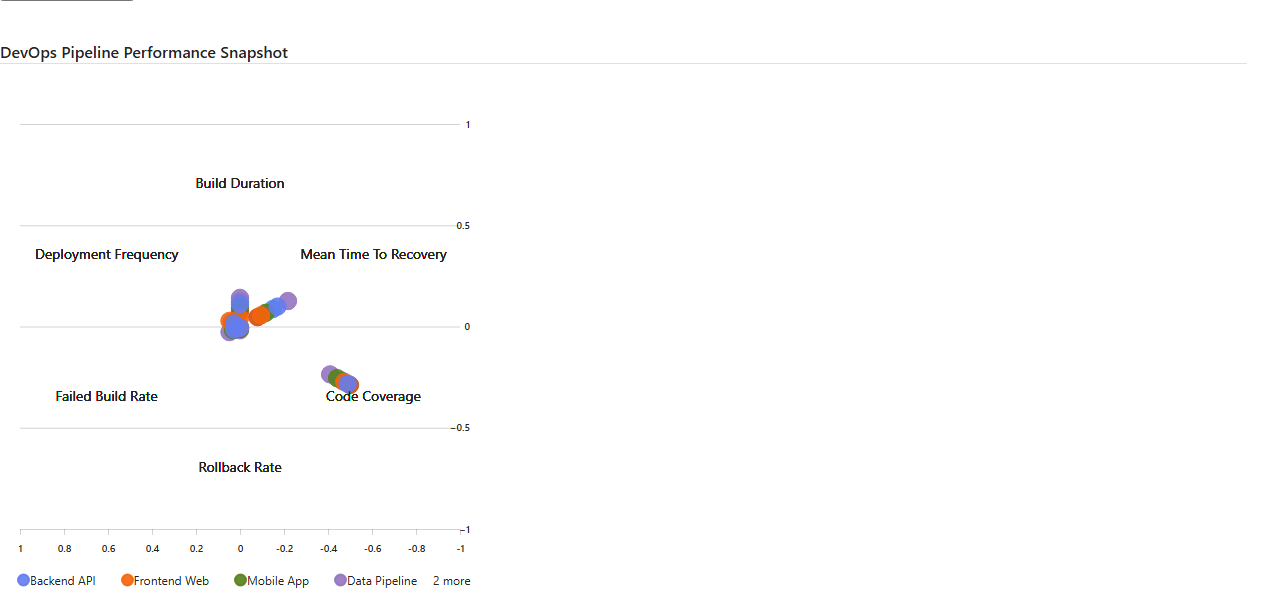 DevOps Pipeline Performance Snapshot
1
Build Duration
0.5
Deployment Frequency
Mean Time To Recovery
0
Failed Build Rate
Code Coverage
−0.5
Rollback Rate
−1
1 0.8 0.6 0.4 0.2 0 -0.2 -0.4 -0.6 -0.8 -1
Backend API Frontend Web Mobile App Data Pipeline 2 more